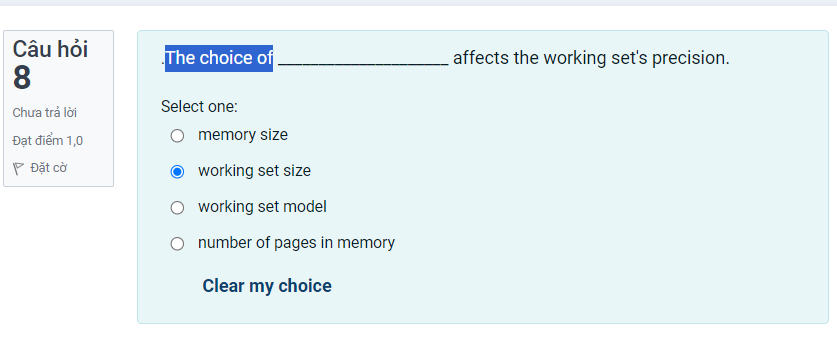 Câu hỏi
8
Chưa trả lời
Đạt điểm 1,0
Đặt cờ
.The choice of ____________________ affects the working set's precision.
Select one:
memory size
working set size
working set model
number of pages in memory
Clear my choice